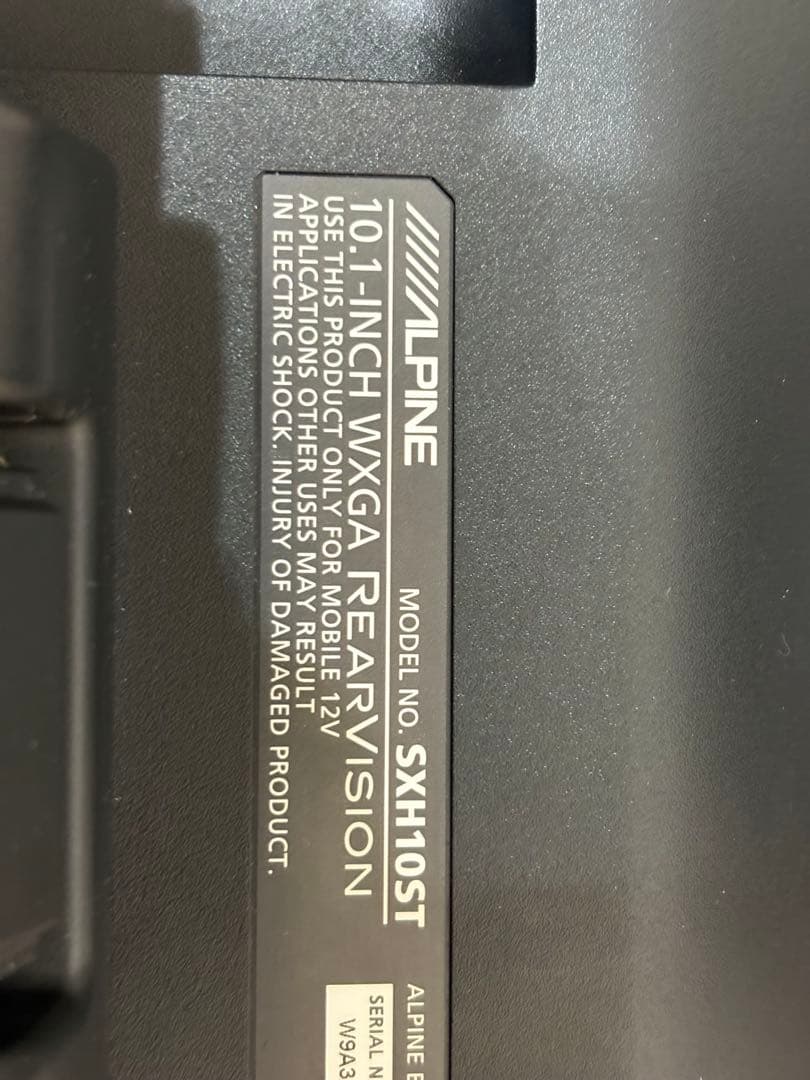 ALPINE MODEL NO. SXH10ST
10.1-INCH WXGA REARVISION
USE THIS PRODUCT ONLY FOR MOBILE 12V
APPLICATIONS OTHER USES MAY RESULT
IN ELECTRIC SHOCK. INJURY OF DAMAGED PRODUCT.
ALPINE E
SERIAL N
W9A3